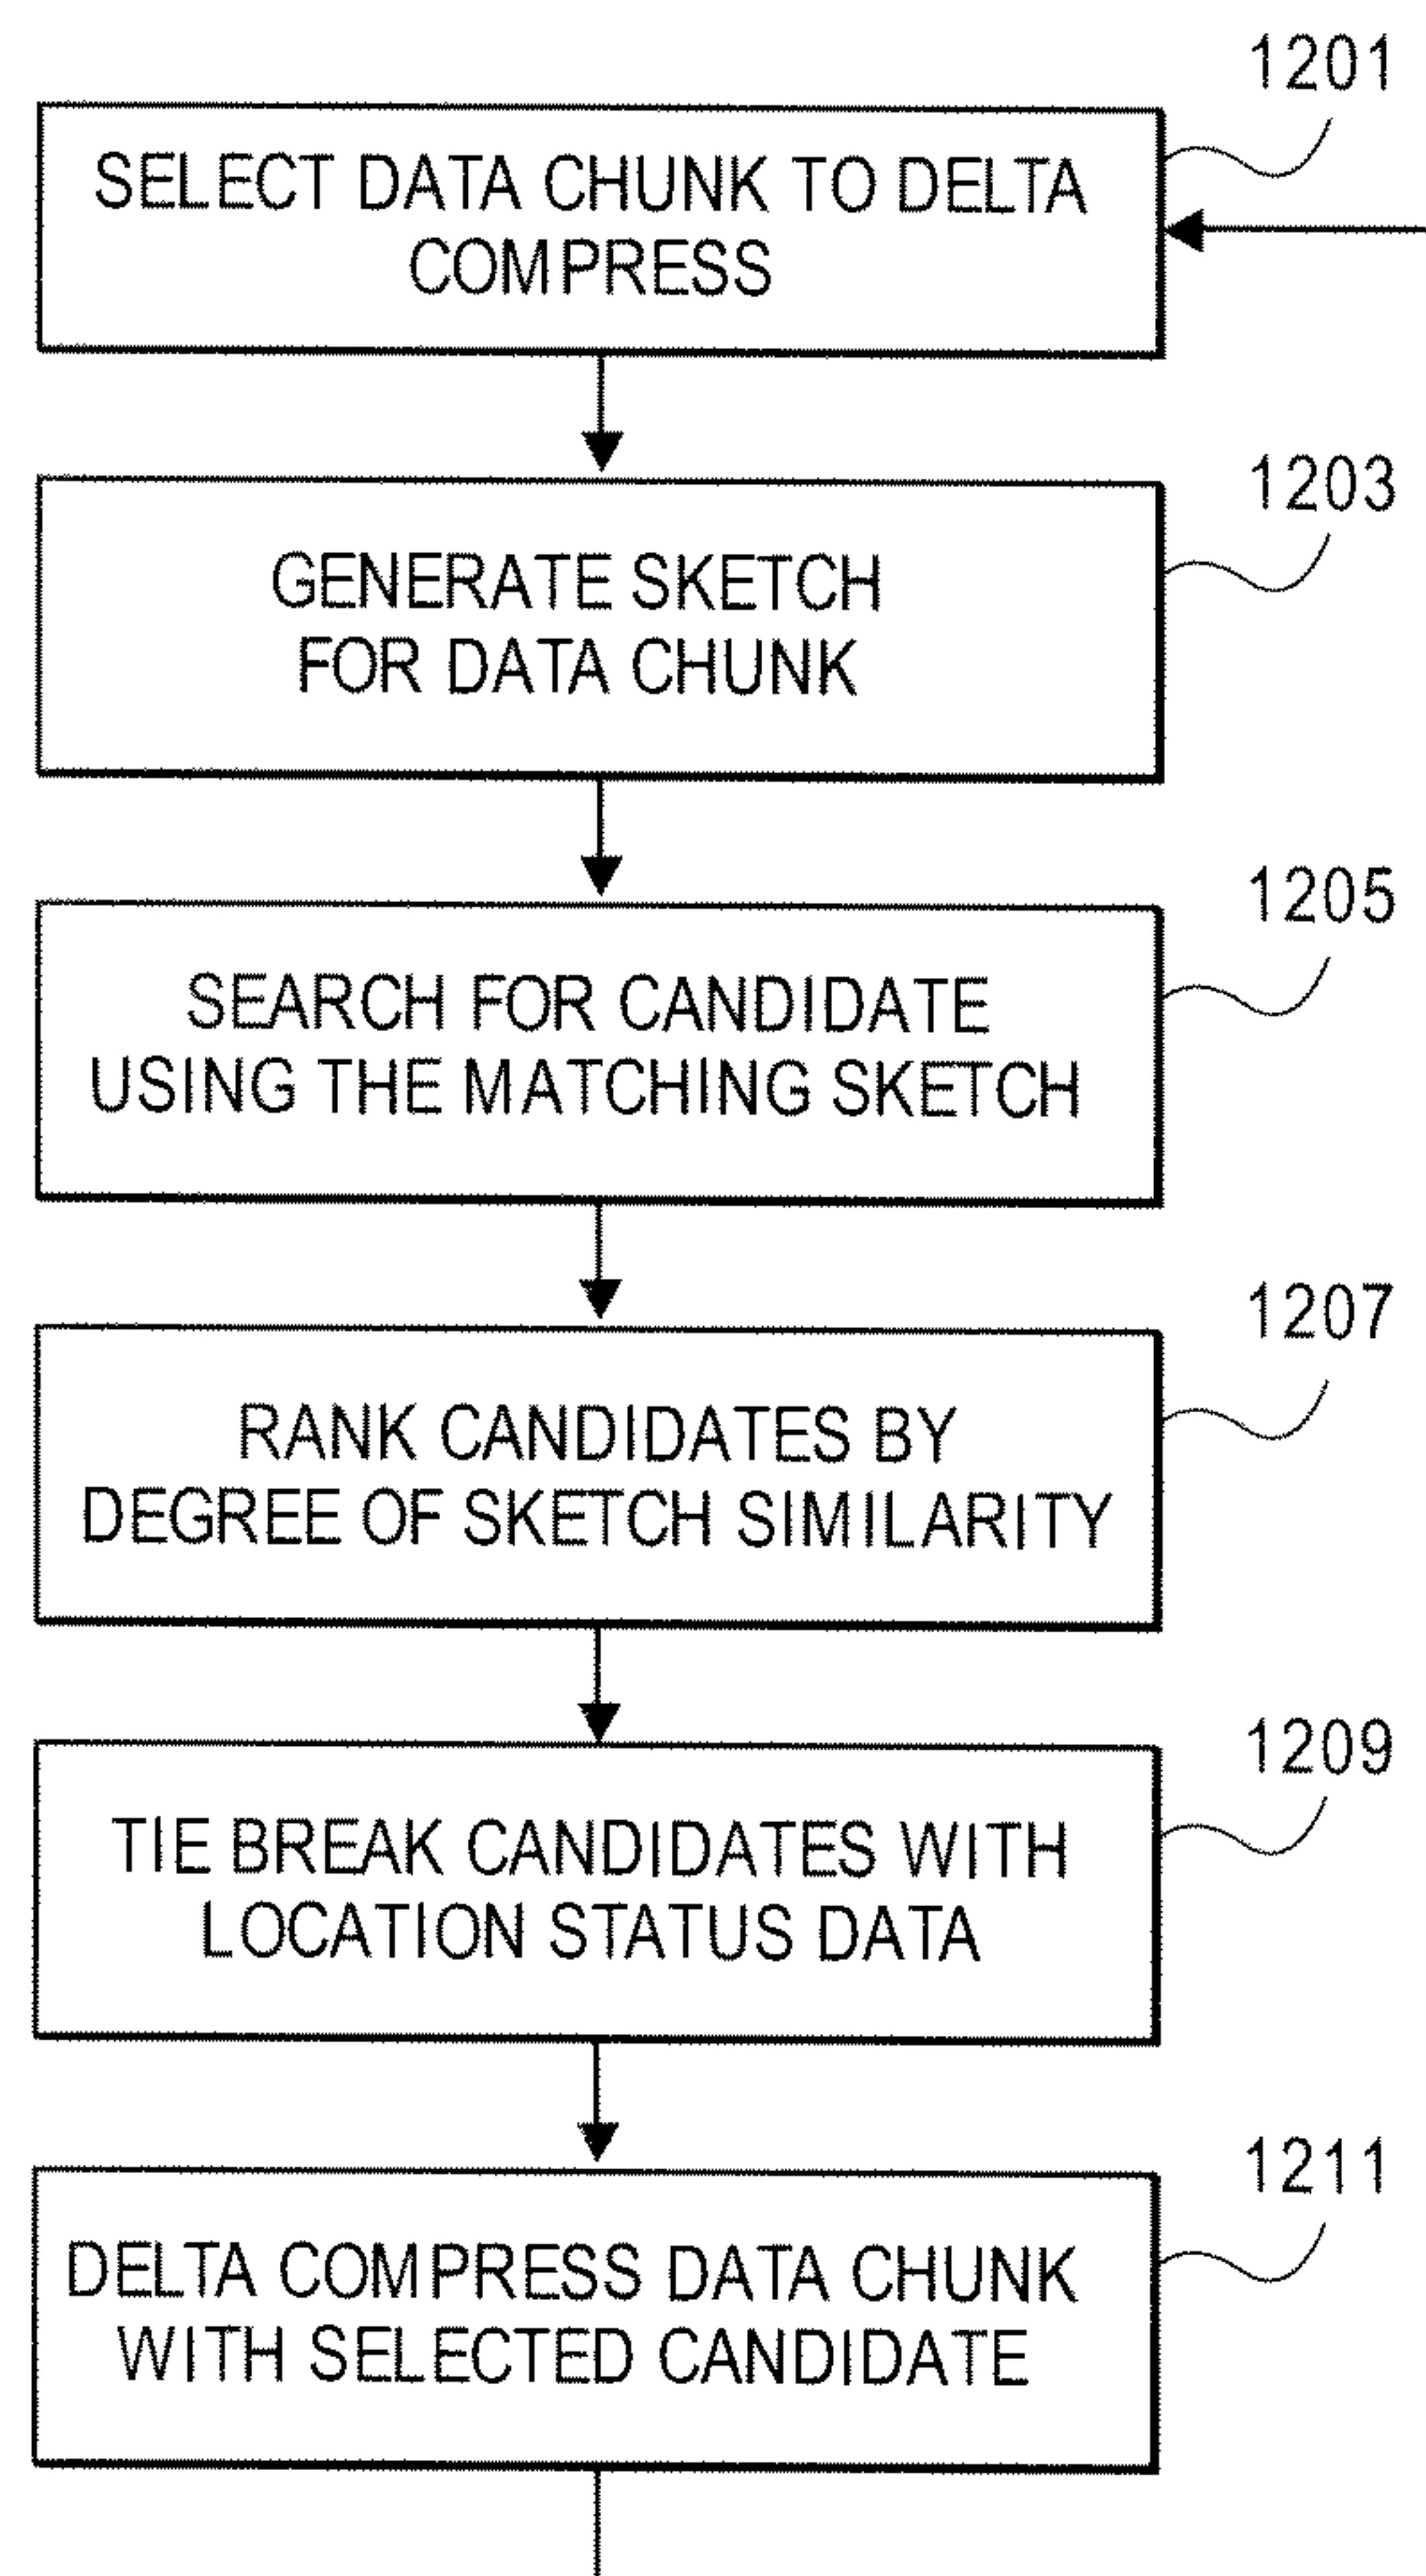 1201
SELECT DATA CHUNK TO DELTA
COMPRESS
1203
GENERATE SKETCH
FOR DATA CHUNK
1205
SEARCH FOR CANDIDATE
USING THE MATCHING SKETCH
1207
RANK CANDIDATES BY
DEGREE OF SKETCH SIMILARITY
1209
TIE BREAK CANDIDATES WITH
LOCATION STATUS DATA
1211
DELTA COMPRESS DATA CHUNK
WITH SELECTED CANDIDATE